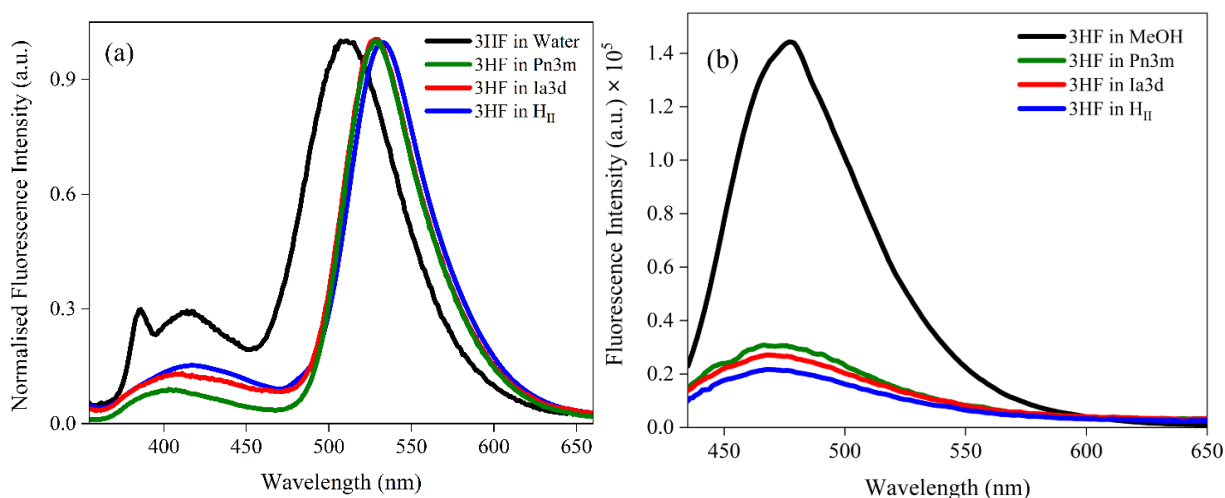 (a)
3HF in Water
3HF in Pn3m
3HF in Ia3d
3HF in HII
Normalised Fluorescence Intensity (a.u.)
0.9
0.6
0.3
0.0
400 450 500 550 600 650
Wavelength (nm)
(b)
3HF in MeOH
3HF in Pn3m
3HF in Ia3d
3HF in HII
Fluorescence Intensity (a.u.) × 10⁵
1.4
1.2
1.0
0.8
0.6
0.4
0.2
0.0
450 500 550 600 650
Wavelength (nm)